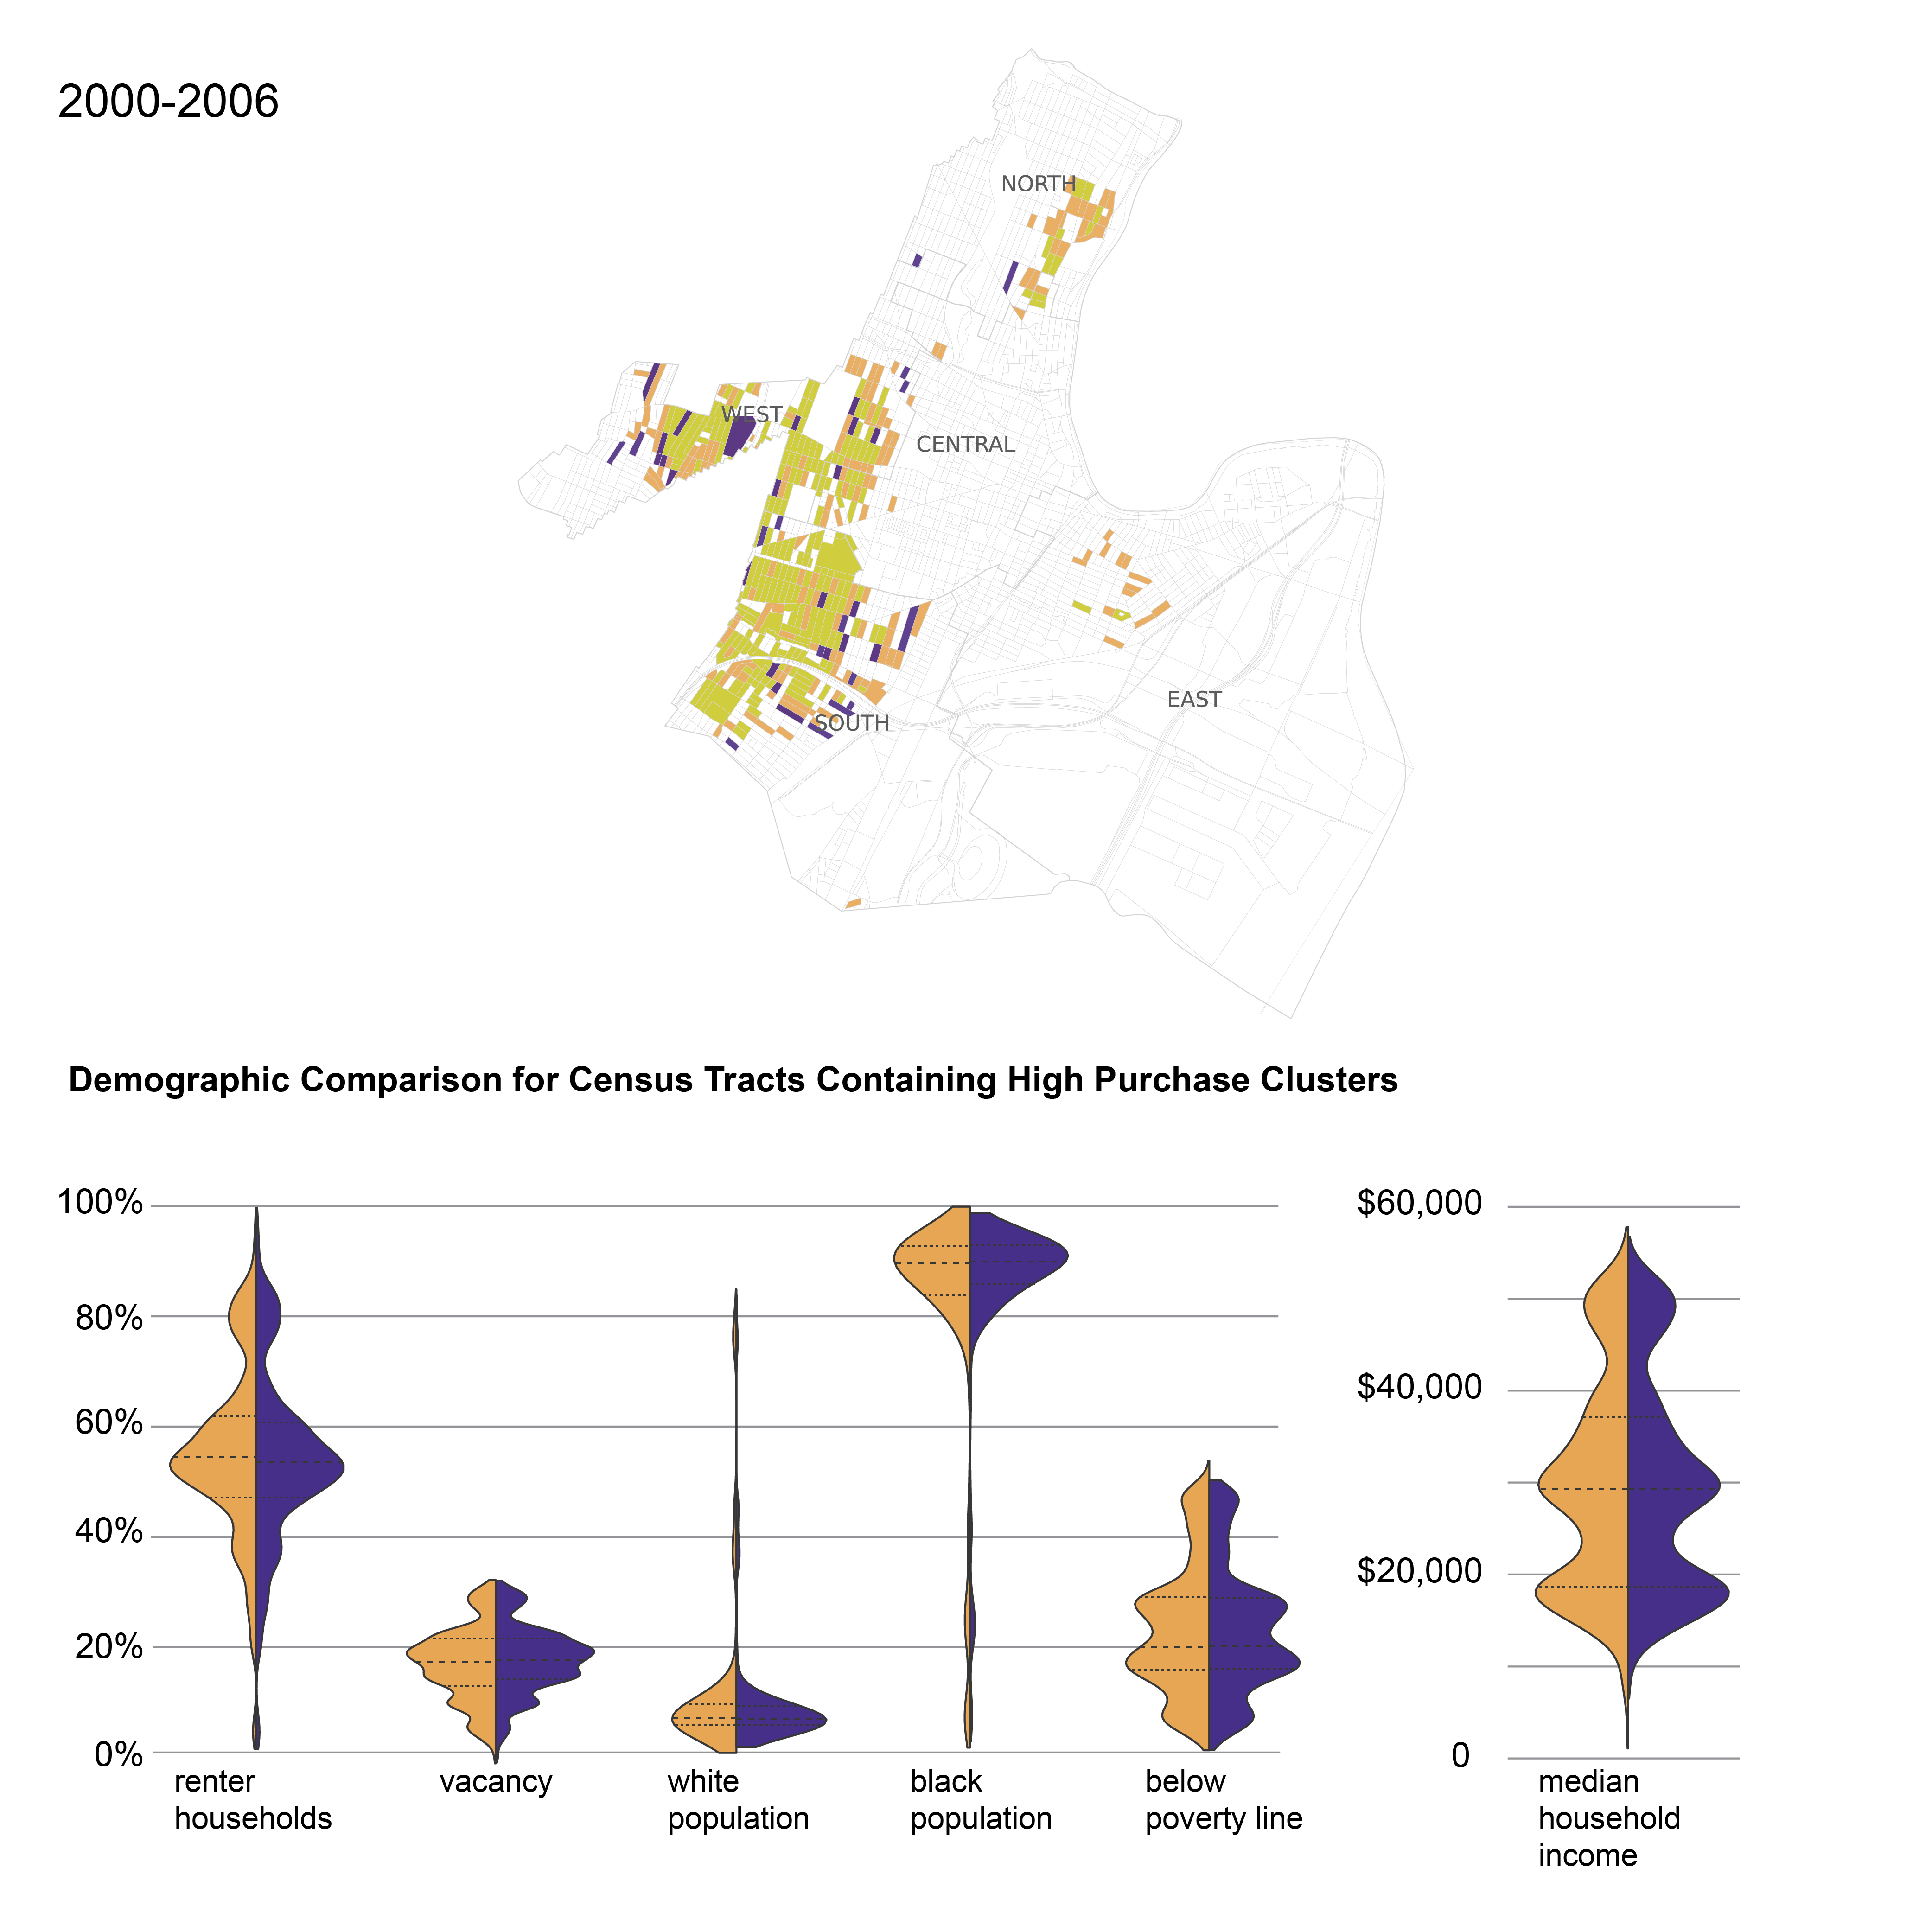 2000-2006
NORTH
WEST
CENTRAL
EAST
SOUTH
Demographic Comparison for Census Tracts Containing High Purchase Clusters
100%
80%
60%
40%
20%
0%
renter
households
vacancy
white
population
black
population
below
poverty line
$60,000
$40,000
$20,000
0
median
household
income